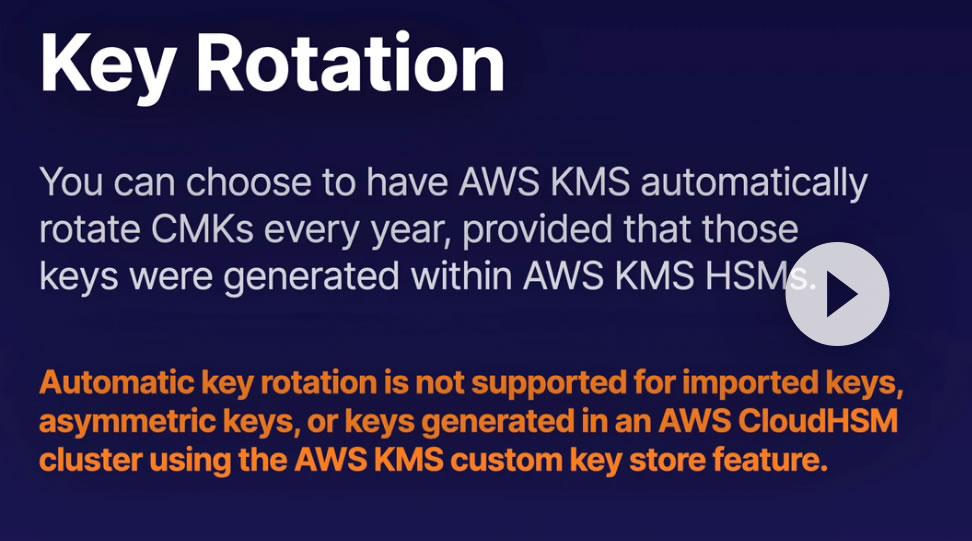 Key Rotation
You can choose to have AWS KMS automatically
rotate CMKs every year, provided that those
keys were generated within AWS KMS HSMs.
Automatic key rotation is not supported for imported keys,
asymmetric keys, or keys generated in an AWS CloudHSM
cluster using the AWS KMS custom key store feature.